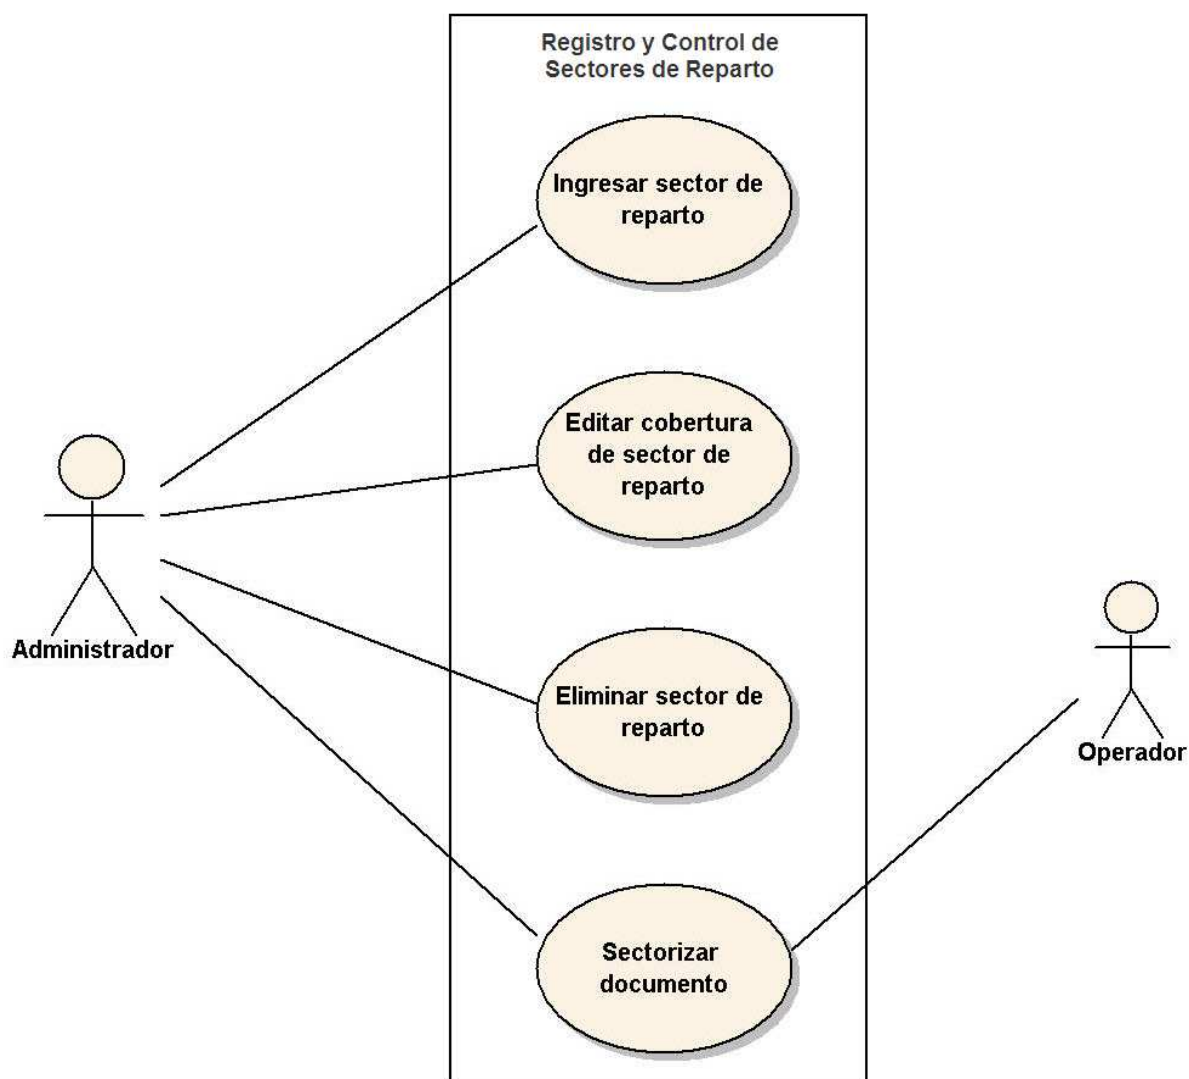 Registro y Control de
Sectores de Reparto
Ingresar sector de
reparto
Editar cobertura
de sector de
reparto
Administrador
Eliminar sector de
reparto
Operador
Sectorizar
documento